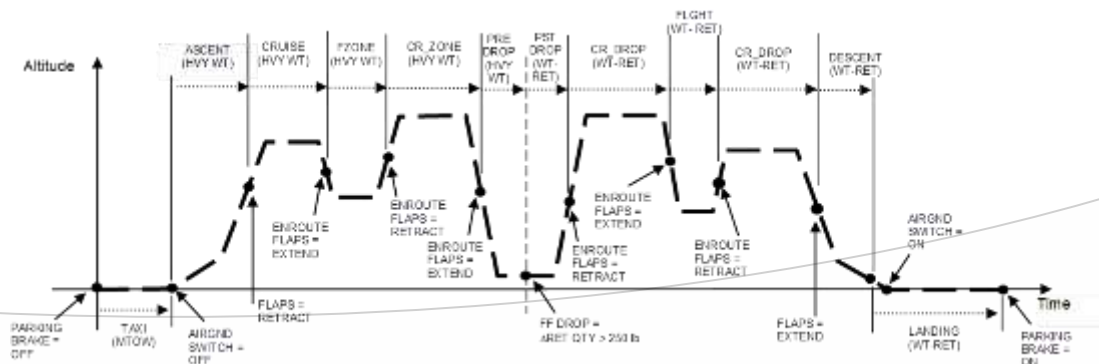 FLGHT
(WT- RET)
ASCENT
(HVY WT)
CRUISE
(HVY WT)
FZONE
(HVY WT)
CR_ZONE
(HVY WT)
PRE
DROP
(HVY
WT)
PST
DROP
(WT-
RET)
CR_DROP
(WT-RET)
CR_DROP
(WT-RET)
DESCENT
(WT-RET)
Altitude
ENROUTE
FLAPS =
EXTEND
ENROUTE
FLAPS =
RETRACT
ENROUTE
FLAPS =
EXTEND
ENROUTE
FLAPS =
RETRACT
ENROUTE
FLAPS =
EXTEND
ENROUTE
FLAPS =
RETRACT
AIRGND
SWITCH =
ON
Time
PARKING
BRAKE =
OFF
TAXI
(MTOW)
AIRGND
SWITCH =
OFF
FLAPS =
RETRACT
FF DROP =
ΔRET QTY > 250 lb
FLAPS =
EXTEND
LANDING
(WT-RET)
PARKING
BRAKE =
ON